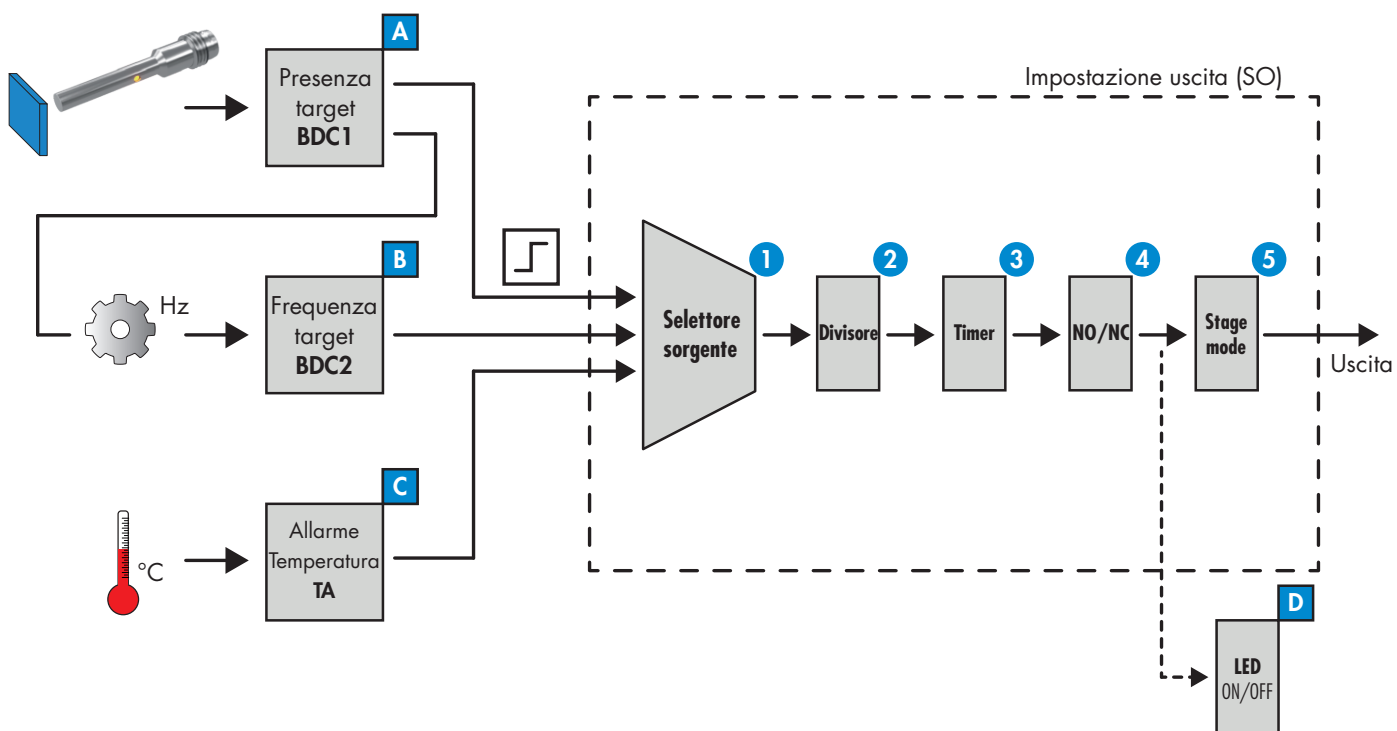 A
Presenza
target
BDC1
Impostazione uscita (SO)
B
Hz
Frequenza
target
BDC2
1
Selettore
sorgente
2
Divisore
3
Timer
4
NO/NC
5
Stage
mode
Uscita
C
°C
Allarme
Temperatura
TA
D
LED
ON/OFF